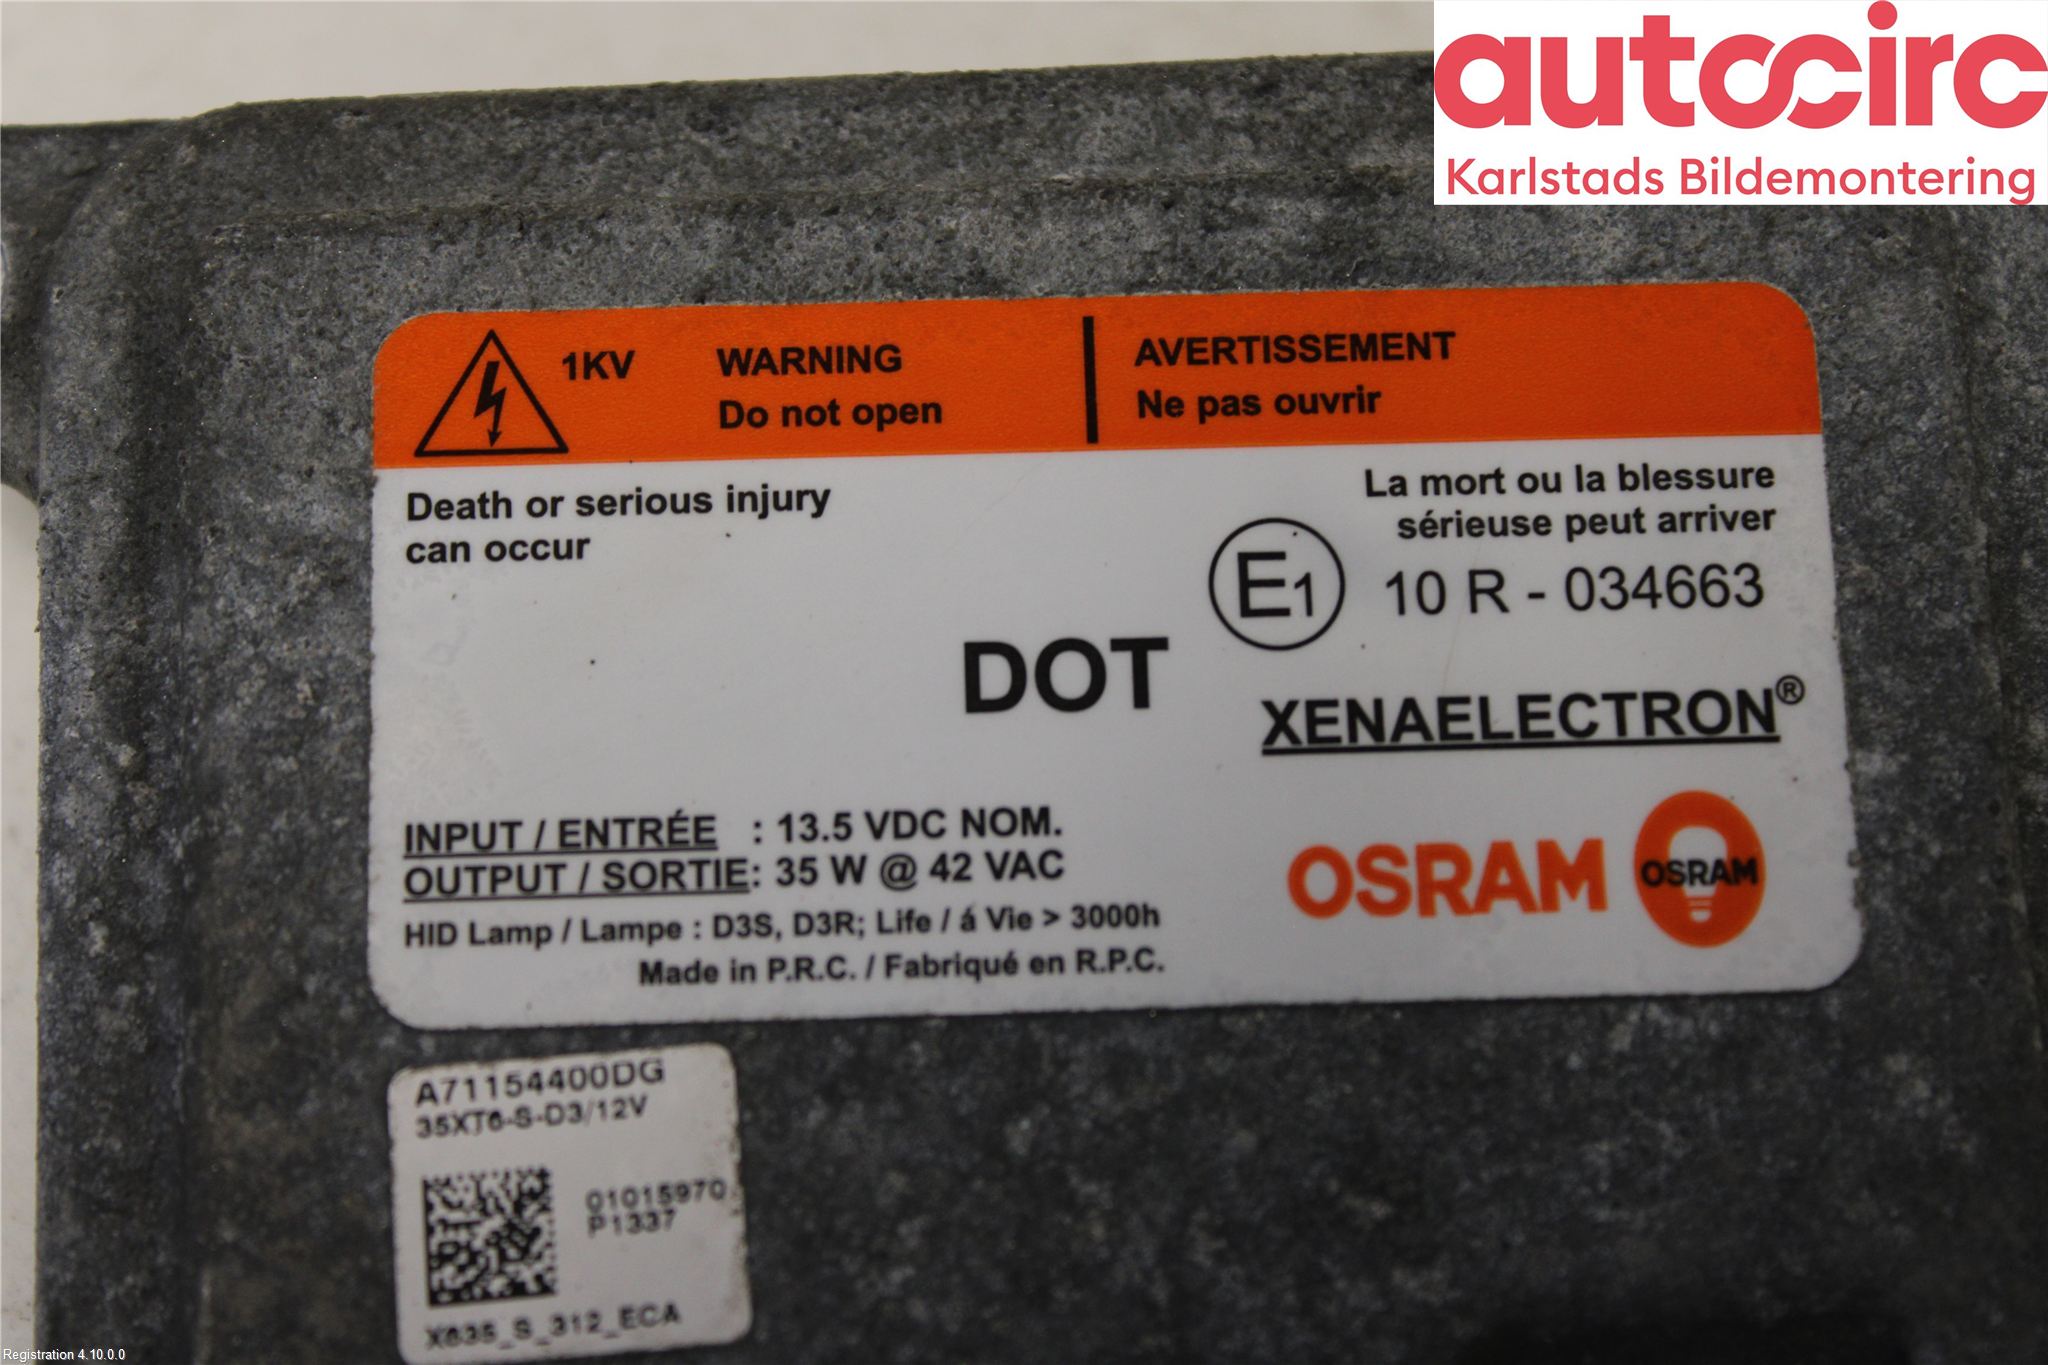 autocirc
Karlstads Bildemontering
1KV
WARNING
Do not open
AVERTISSEMENT
Ne pas ouvrir
Death or serious injury
can occur
La mort ou la blessure
sérieuse peut arriver
E1 10 R - 034663
DOT
XENAELECTRON®
INPUT / ENTRÉE : 13.5 VDC NOM.
OUTPUT / SORTIE: 35 W @ 42 VAC
HID Lamp / Lampe : D3S, D3R; Life / á Vie > 3000h
Made in P.R.C. / Fabriqué en R.P.C.
OSRAM
OSRAM
A71154400DG
35XT6-S-D3/12V
01015970
P1337
X635_S_312_ECA
Registration 4.10.0.0